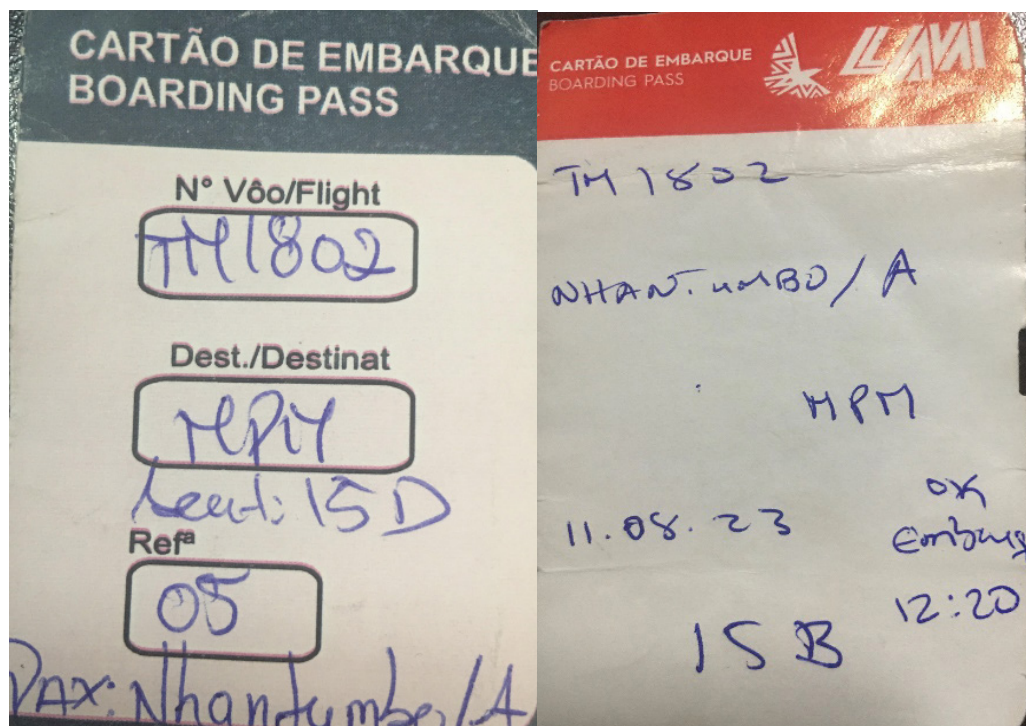 CARTÃO DE EMBARQUE
BOARDING PASS
N° Vôo/Flight
TM1802
Dest./Destinat
MPM
Seat: 15D
Refª
05
PAX: Nhantumbo/A
CARTÃO DE EMBARQUE
BOARDING PASS
LAM
TM 1802
NHANTUMBO/A
MPM
11.08.23
OK
12:20
15B